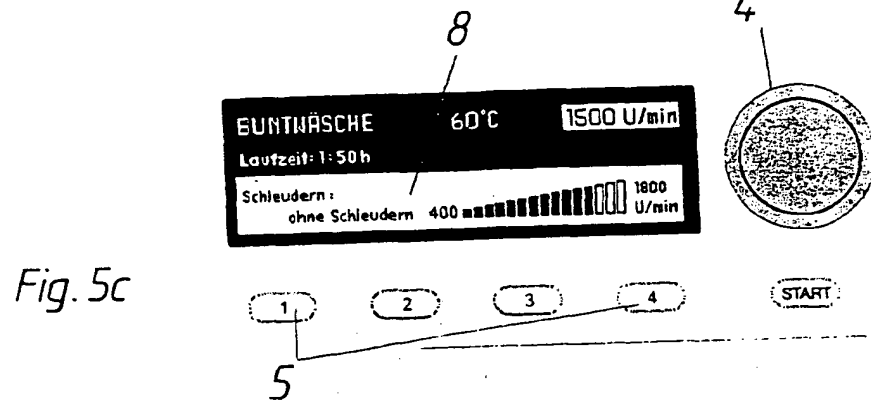 8
4
BUNTWÄSCHE 60°C 1500 U/min
Laufzeit: 1:50h
Schleudern:
ohne Schleudern 400 1800 U/min
Fig. 5c
1 2 3 4 START
5